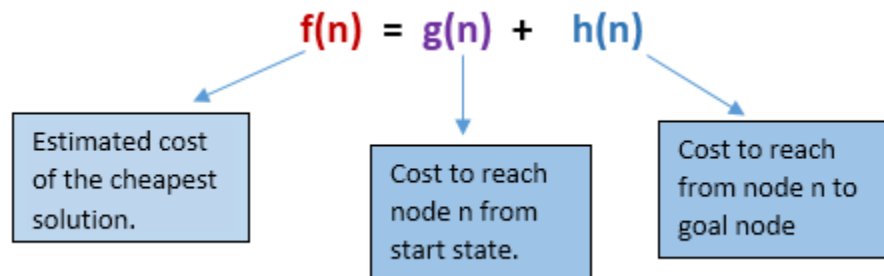 f(n) = g(n) + h(n)
Estimated cost
of the cheapest
solution.
Cost to reach
node n from
start state.
Cost to reach
from node n to
goal node